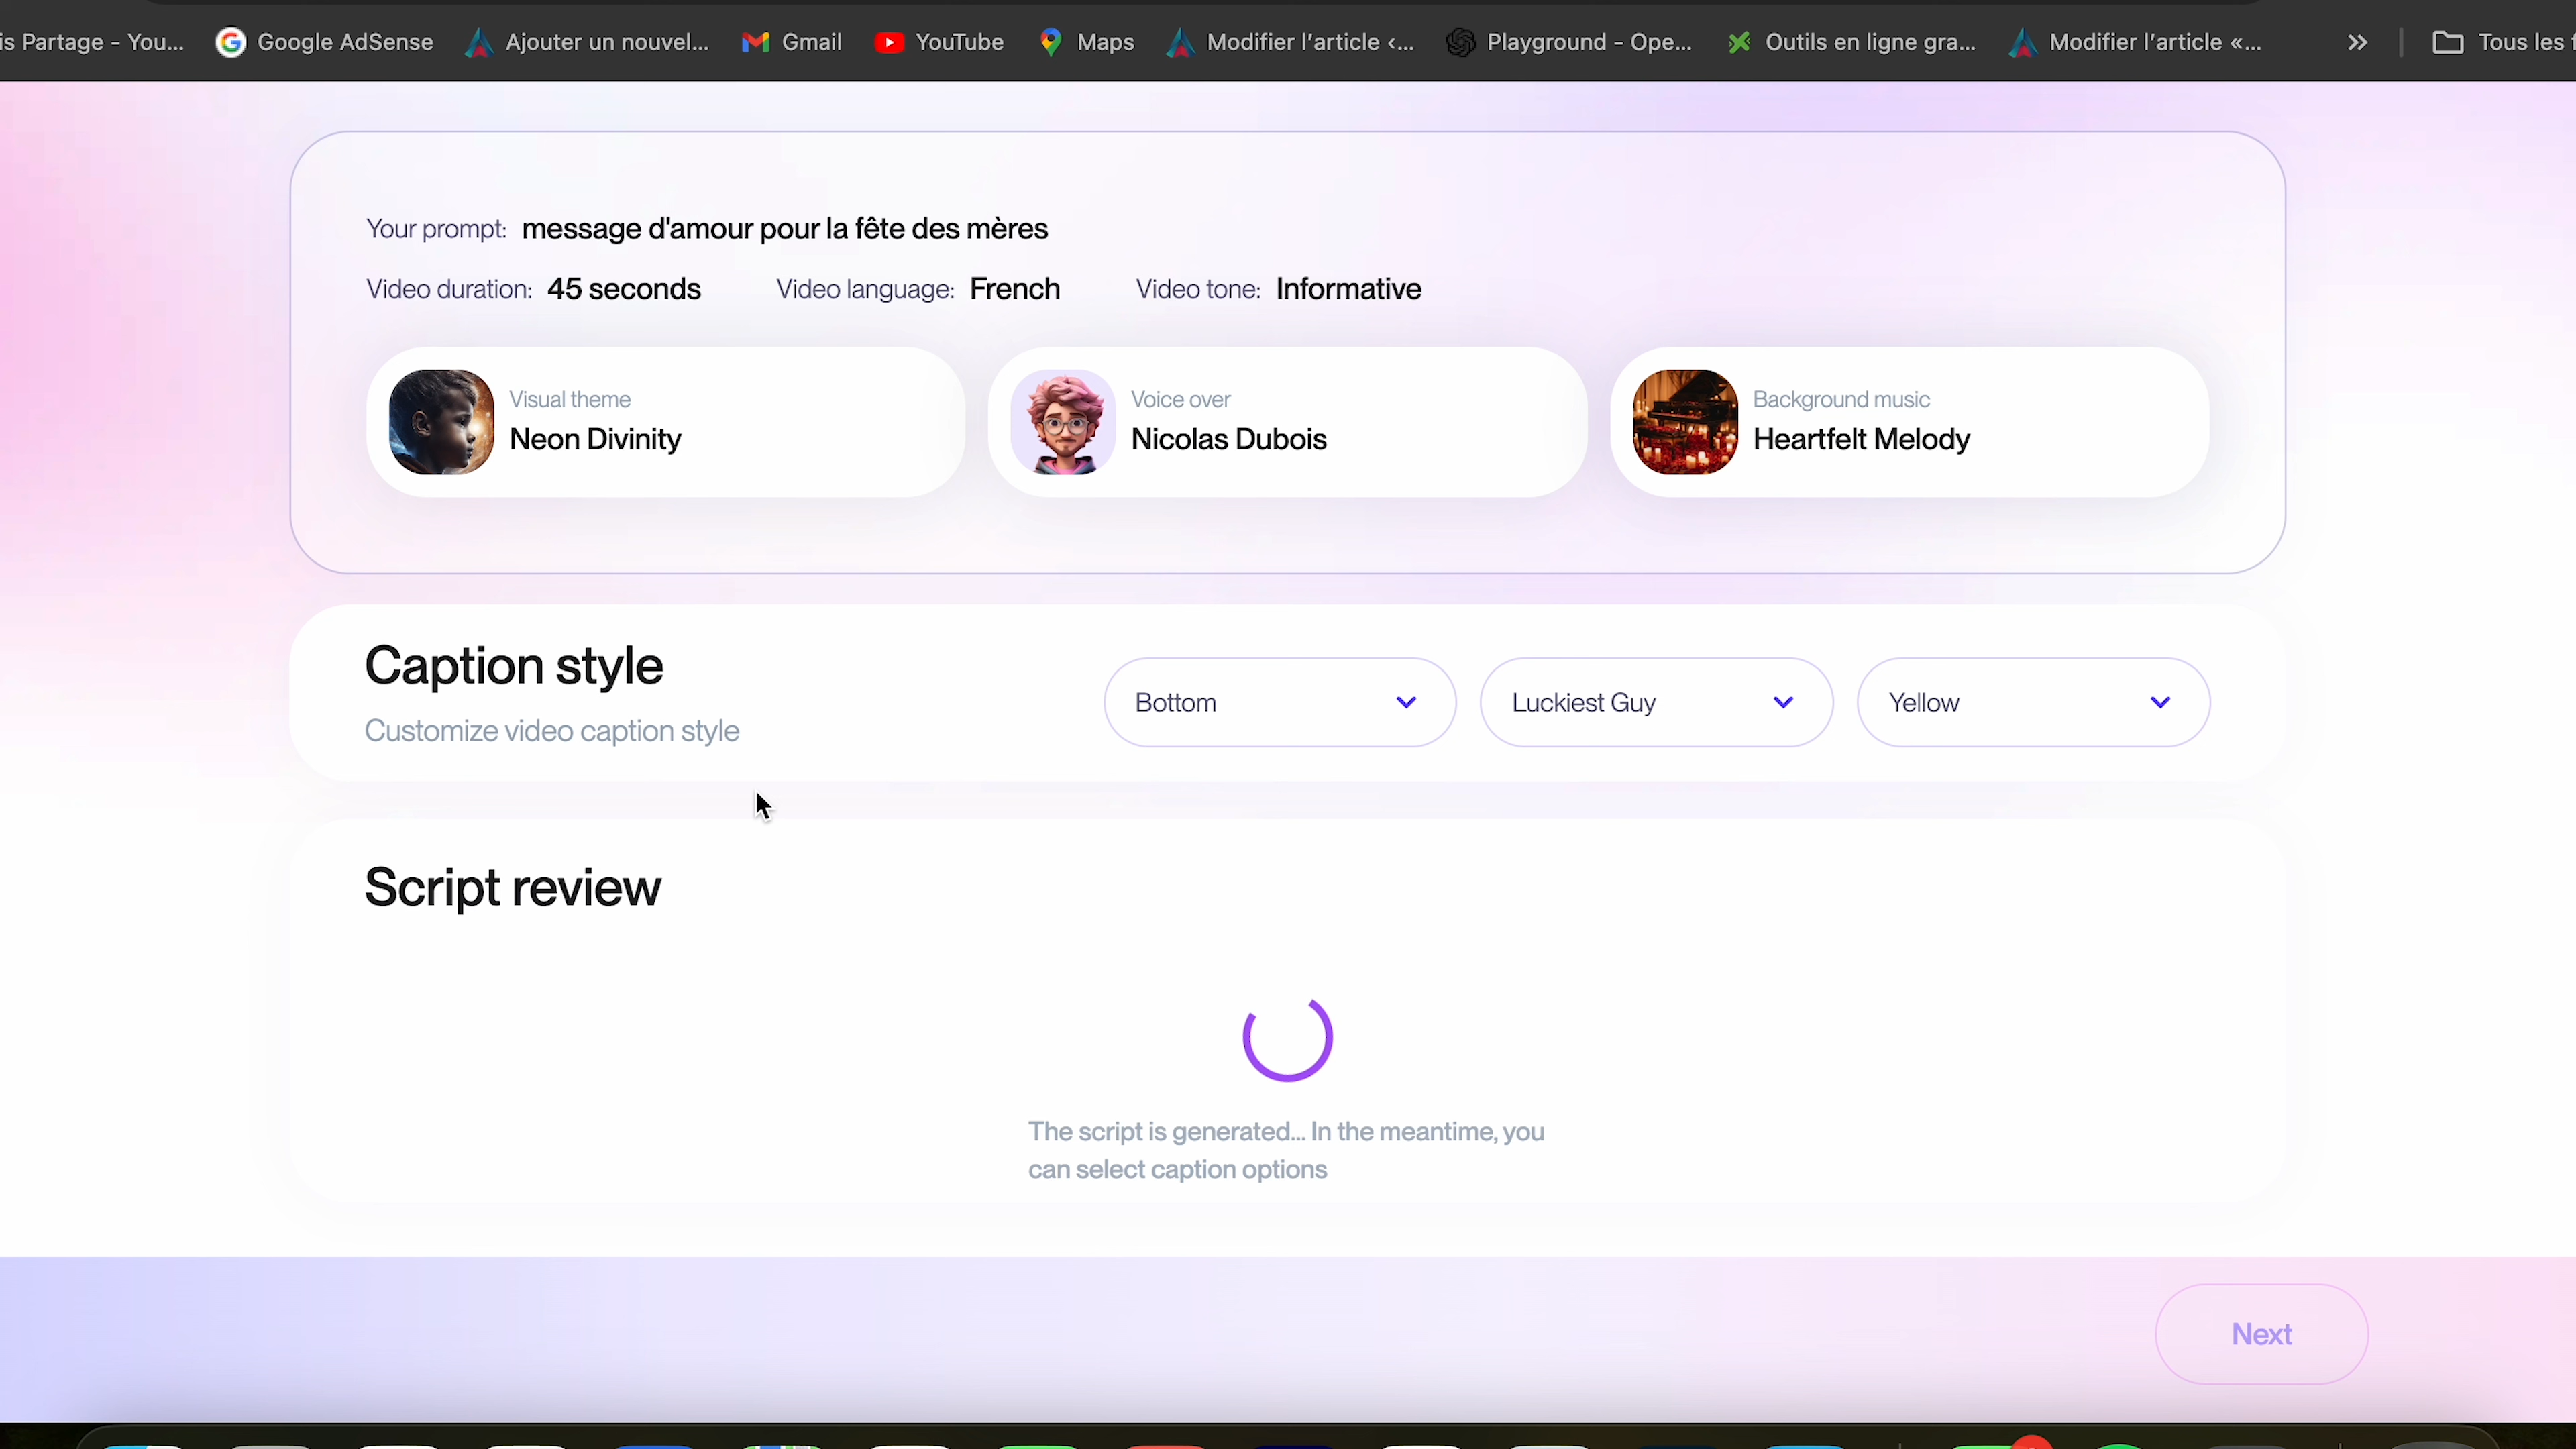 is Partage - You... Google AdSense Ajouter un nouvel... Gmail YouTube Maps Modifier l'article ‹... Playground - Ope... Outils en ligne gra... Modifier l'article «... Tous les f
Your prompt: message d'amour pour la fête des mères
Video duration: 45 seconds Video language: French Video tone: Informative
Visual theme
Neon Divinity
Voice over
Nicolas Dubois
Background music
Heartfelt Melody
Caption style
Customize video caption style
Bottom Luckiest Guy Yellow
Script review
The script is generated... In the meantime, you
can select caption options
Next